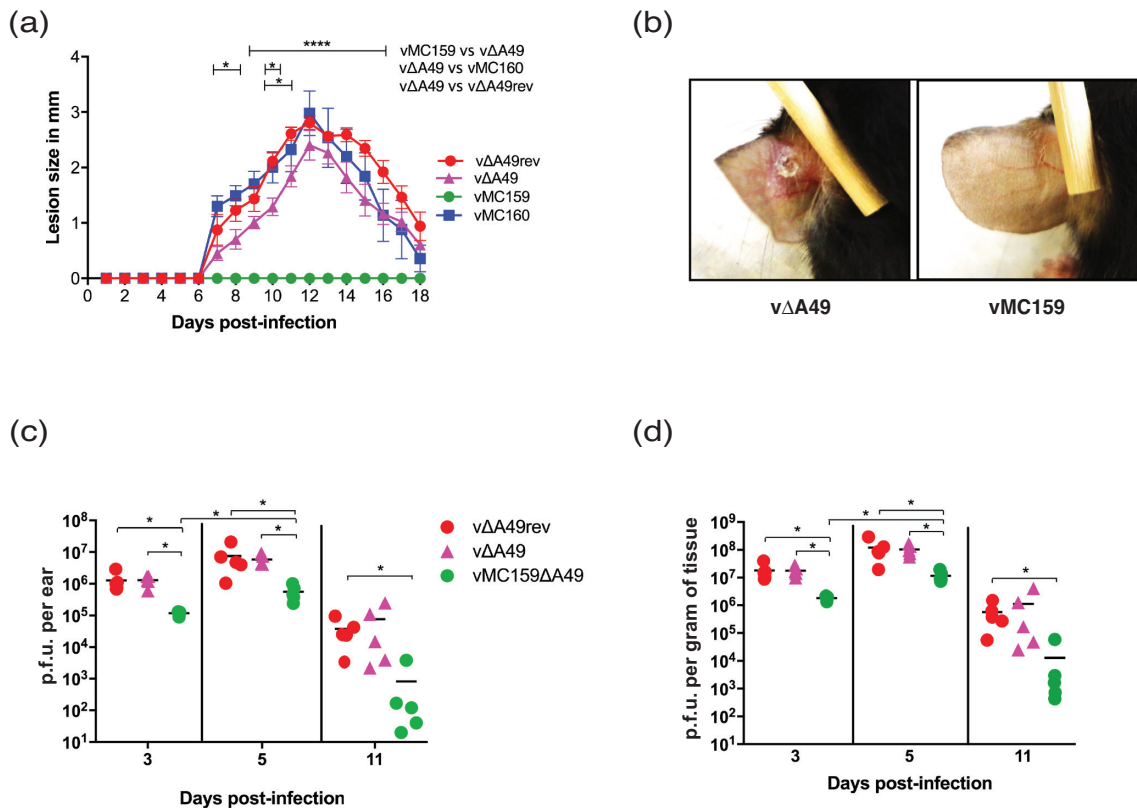 (a)
**** vMC159 vs vΔA49
* * vΔA49 vs vMC160
* vΔA49 vs vΔA49rev
Lesion size in mm
4
3
2
1
0
0 2 4 6 8 10 12 14 16 18
Days post-infection
vΔA49rev
vΔA49
vMC159
vMC160
(b)
vΔA49 vMC159
(c)
p.f.u. per ear
10⁸
10⁷
10⁶
10⁵
10⁴
10³
10²
10¹
* * * * * *
3 5 11
Days post-infection
vΔA49rev
vΔA49
vMC159ΔA49
(d)
p.f.u. per gram of tissue
10⁹
10⁸
10⁷
10⁶
10⁵
10⁴
10³
10²
10¹
* * * * * *
3 5 11
Days post-infection